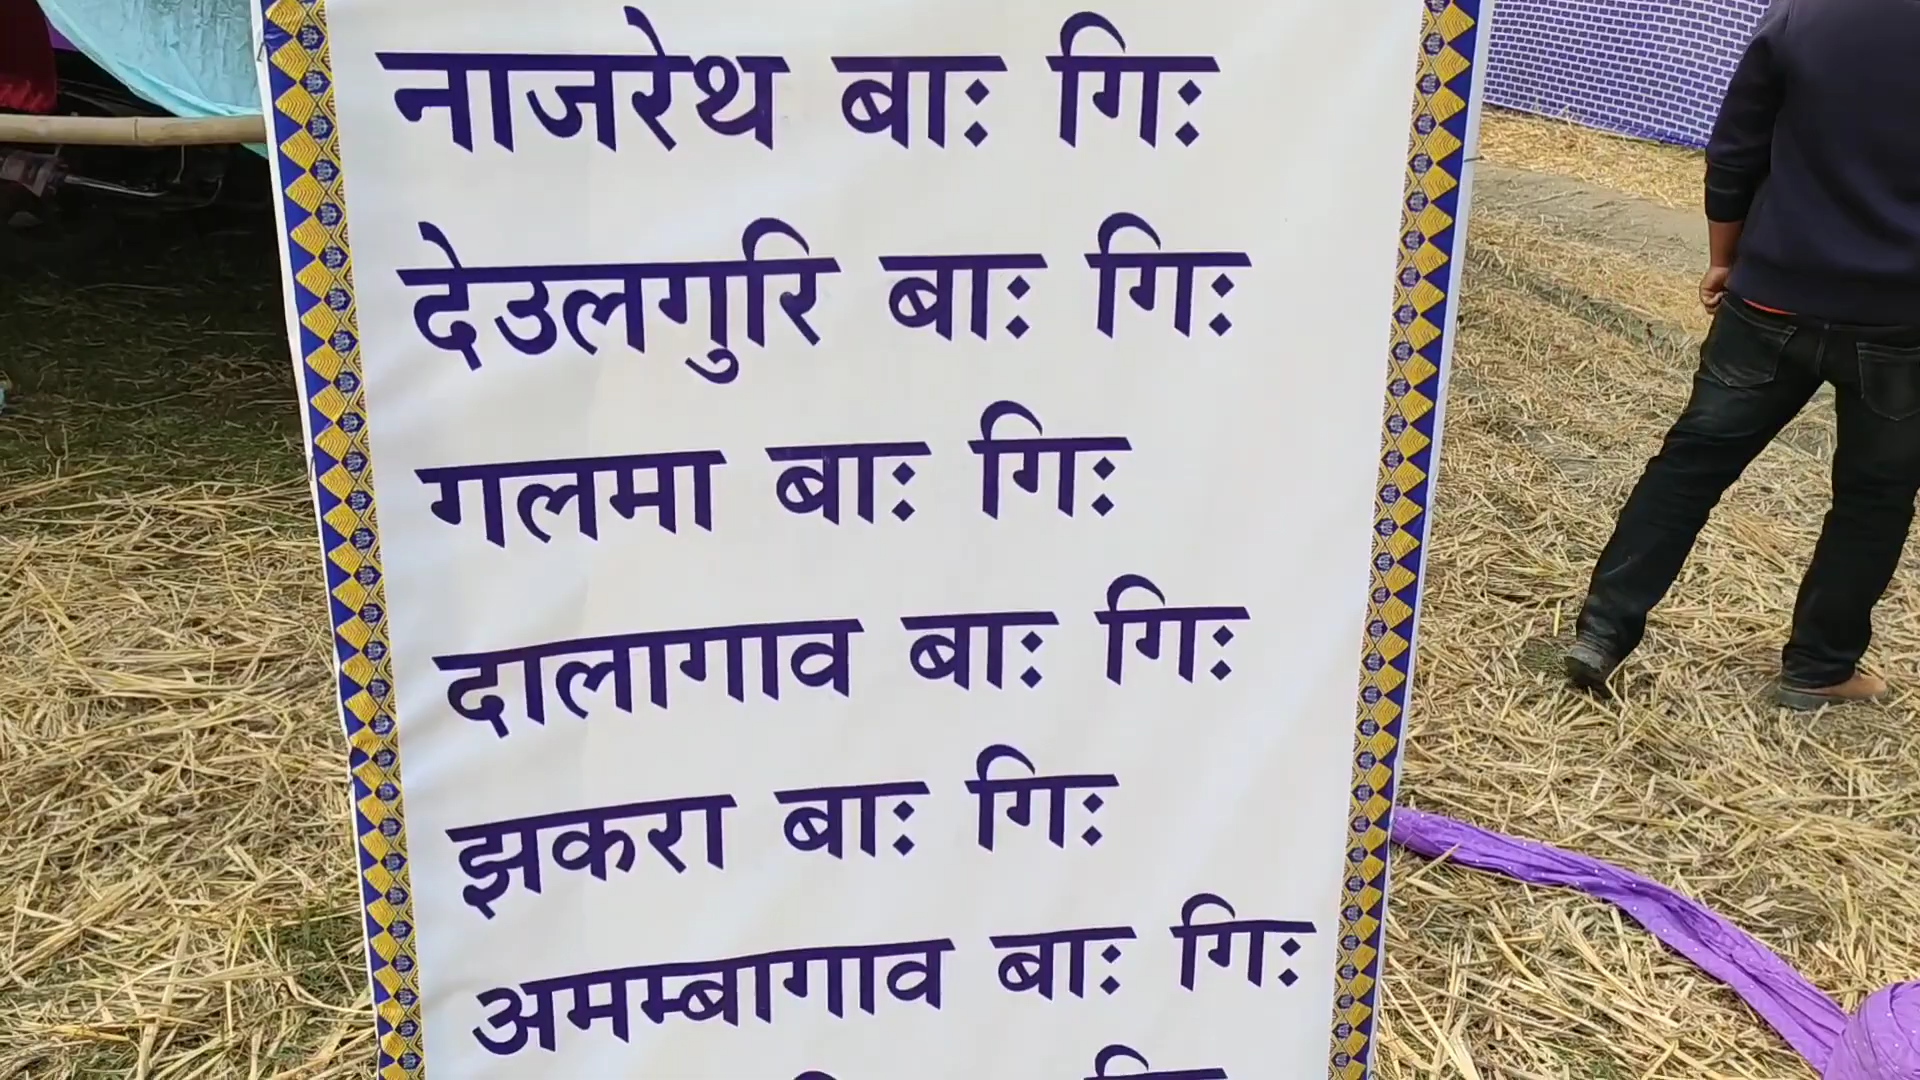 नाजरेथ बाः गिः
देउलगुरि बाः गिः
गलमा बाः गिः
दालागाव बाः गिः
झकरा बाः गिः
अमम्बागाव बाः गिः